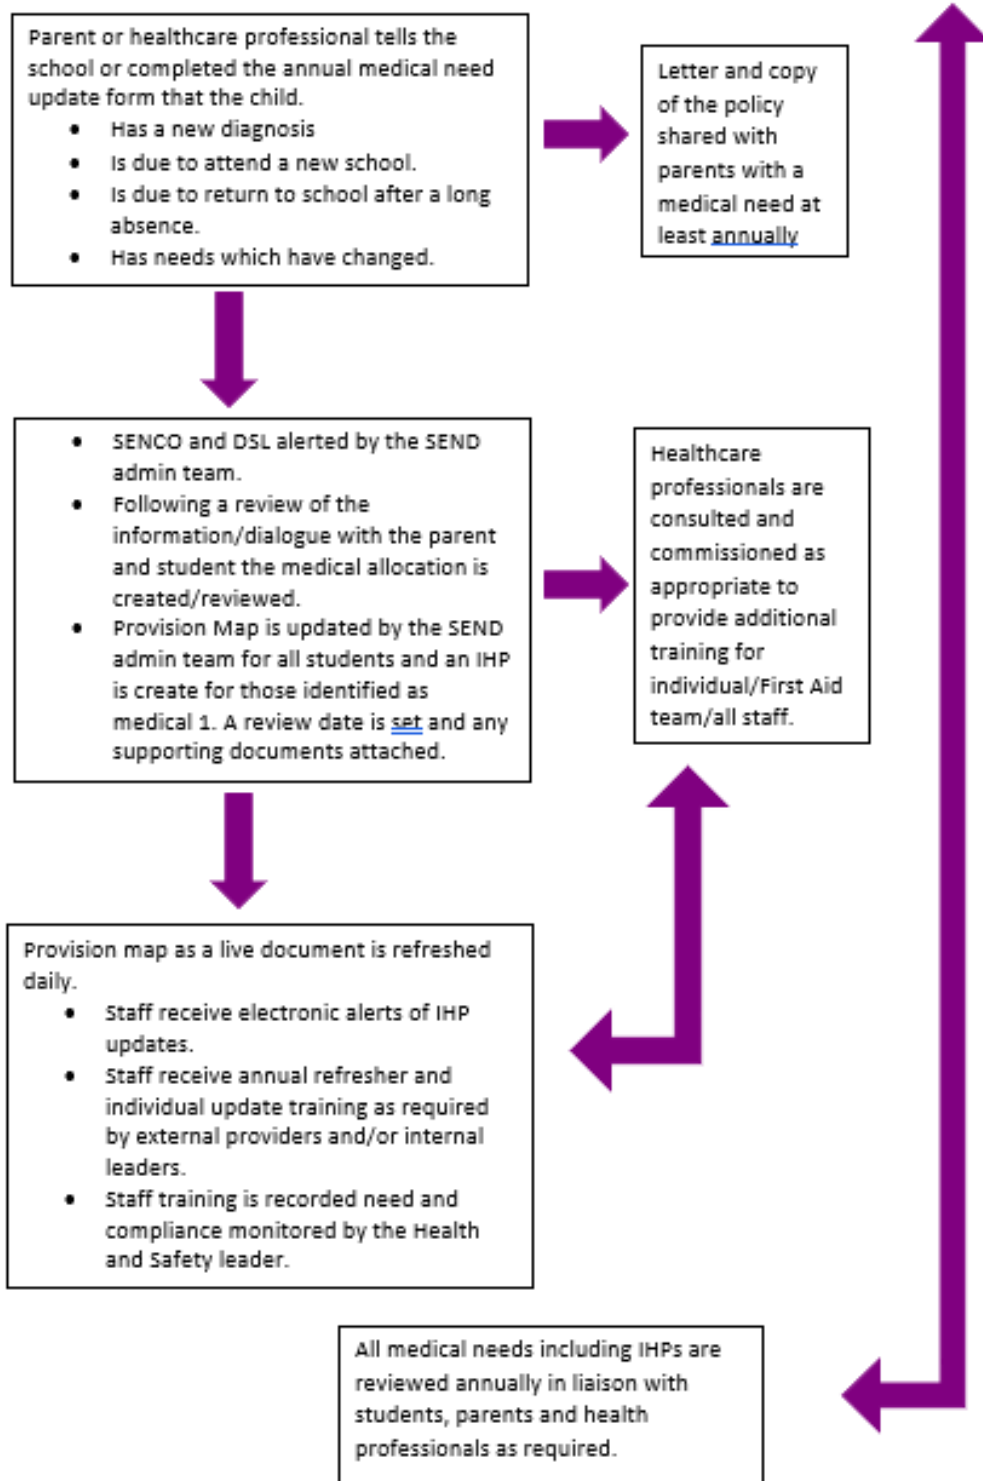 Parent or healthcare professional tells the
school or completed the annual medical need
update form that the child.
• Has a new diagnosis
• Is due to attend a new school.
• Is due to return to school after a long
absence.
• Has needs which have changed.
Letter and copy
of the policy
shared with
parents with a
medical need at
least annually
• SENCO and DSL alerted by the SEND
admin team.
• Following a review of the
information/dialogue with the parent
and student the medical allocation is
created/reviewed.
• Provision Map is updated by the SEND
admin team for all students and an IHP
is create for those identified as
medical 1. A review date is set and any
supporting documents attached.
Healthcare
professionals are
consulted and
commissioned as
appropriate to
provide additional
training for
individual/First Aid
team/all staff.
Provision map as a live document is refreshed
daily.
• Staff receive electronic alerts of IHP
updates.
• Staff receive annual refresher and
individual update training as required
by external providers and/or internal
leaders.
• Staff training is recorded need and
compliance monitored by the Health
and Safety leader.
All medical needs including IHPs are
reviewed annually in liaison with
students, parents and health
professionals as required.